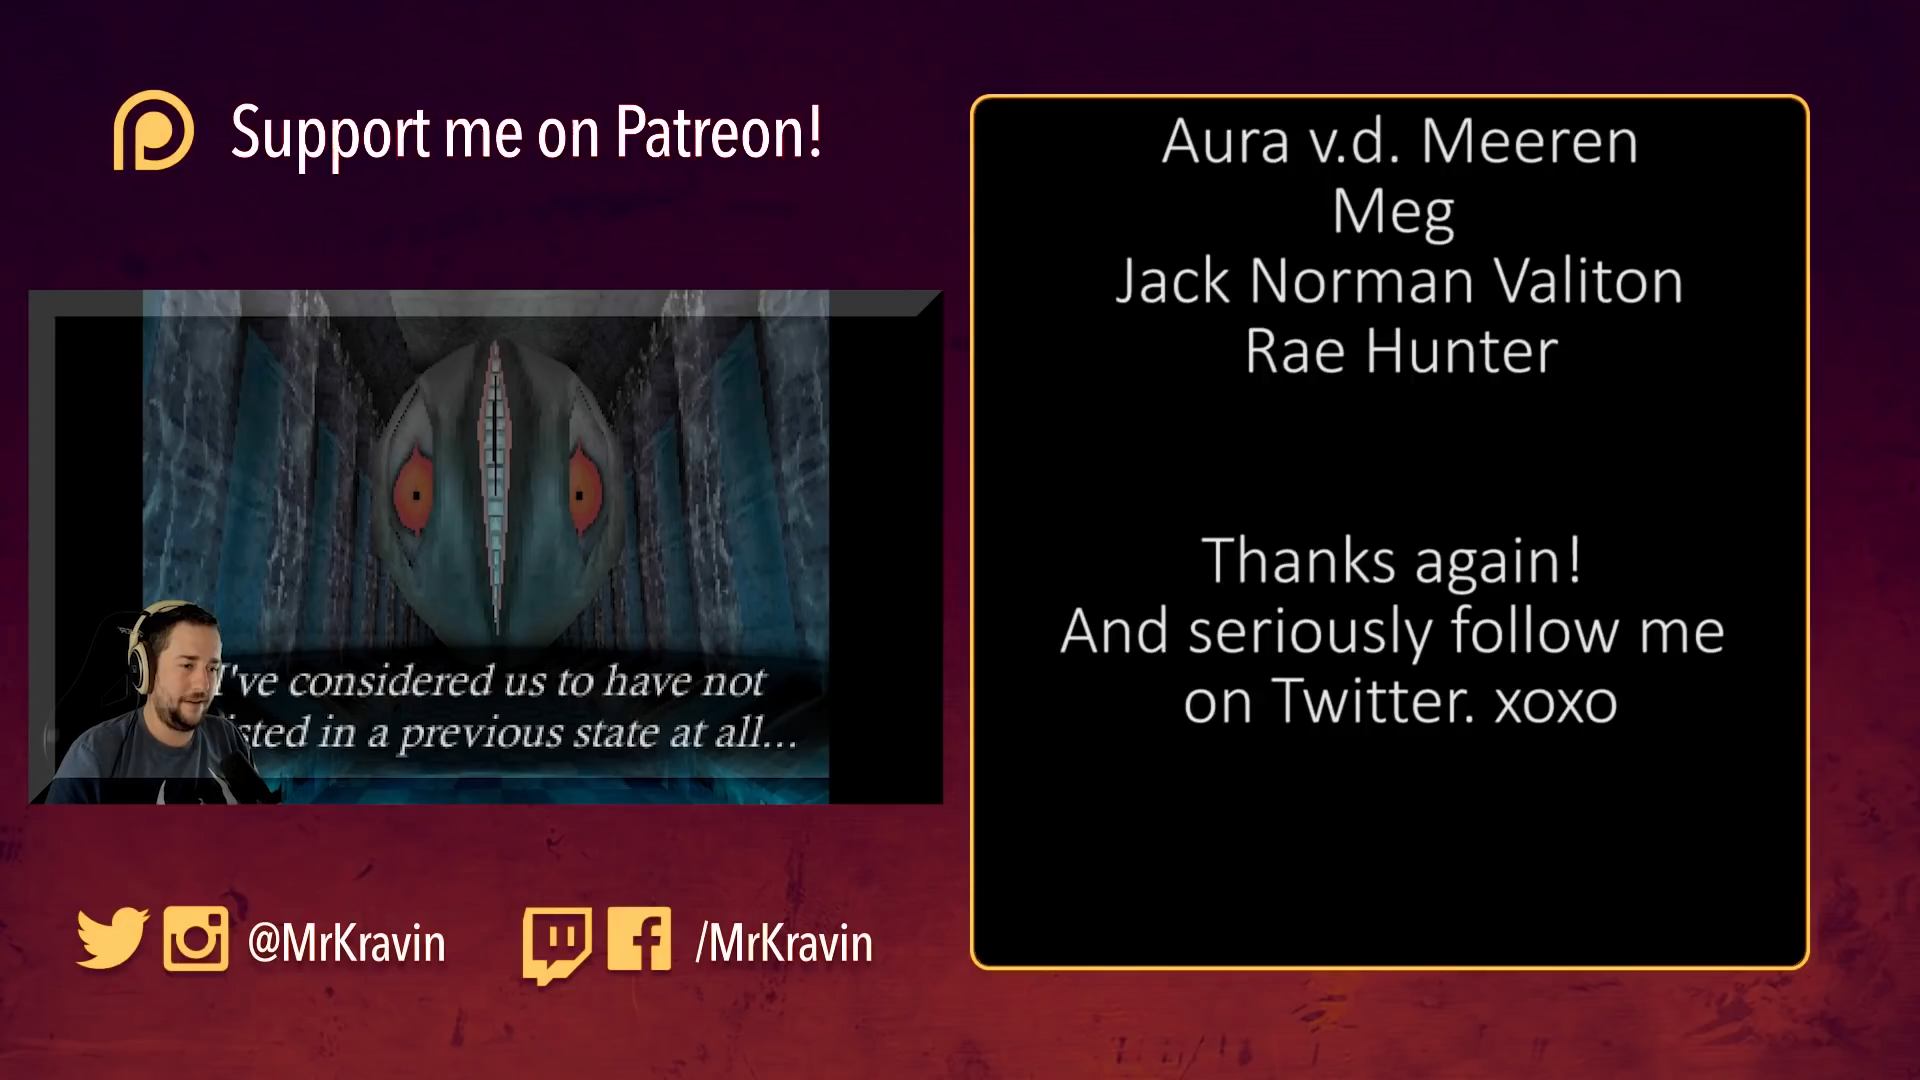 Support me on Patreon!
I've considered us to have not
in a previous state at all...
@MrKravin
/MrKravin
Aura v.d. Meeren
Meg
Jack Norman Valiton
Rae Hunter
Thanks again!
And seriously follow me
on Twitter. xoxo